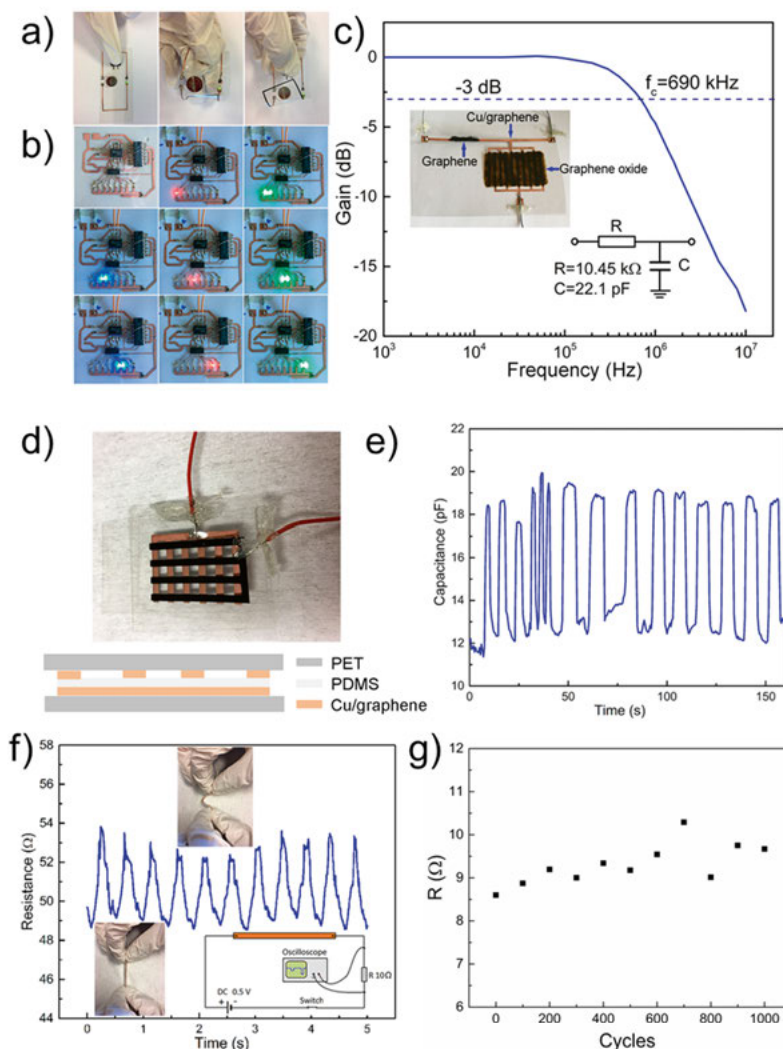 a)
b)
c)
0
-5
-10
-15
-20
Gain (dB)
-3 dB
f_c=690 kHz
Cu/graphene
Graphene
Graphene oxide
R
C
R=10.45 kΩ
C=22.1 pF
10³ 10⁴ 10⁵ 10⁶ 10⁷
Frequency (Hz)
d)
PET
PDMS
Cu/graphene
e)
22
20
18
16
14
12
10
Capacitance (pF)
0 50 100 150
Time (s)
f)
58
56
54
52
50
48
46
44
Resistance (Ω)
Oscilloscope
R 10Ω
DC 0.5 V
+ -
Switch
0 1 2 3 4 5
Time (s)
g)
12
11
10
9
8
7
6
R (Ω)
0 200 400 600 800 1000
Cycles